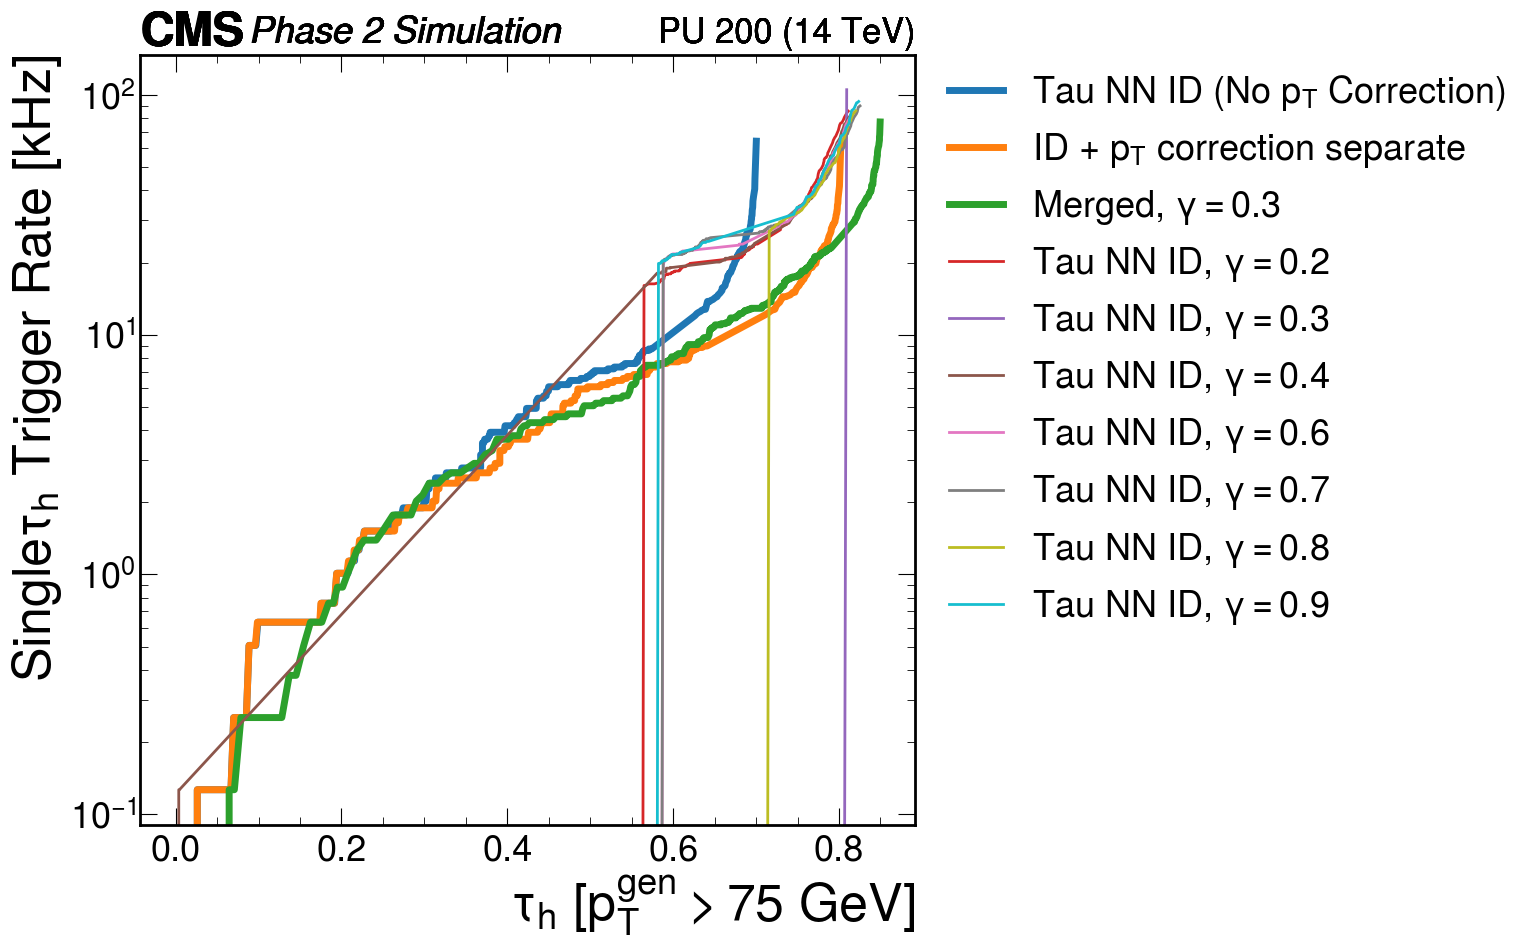 CMS Phase 2 Simulation PU 200 (14 TeV)
Single τh Trigger Rate [kHz]
10²
10¹
10⁰
10⁻¹
0.0 0.2 0.4 0.6 0.8
τh [pT^gen > 75 GeV]
Tau NN ID (No pT Correction)
ID + pT correction separate
Merged, γ = 0.3
Tau NN ID, γ = 0.2
Tau NN ID, γ = 0.3
Tau NN ID, γ = 0.4
Tau NN ID, γ = 0.6
Tau NN ID, γ = 0.7
Tau NN ID, γ = 0.8
Tau NN ID, γ = 0.9